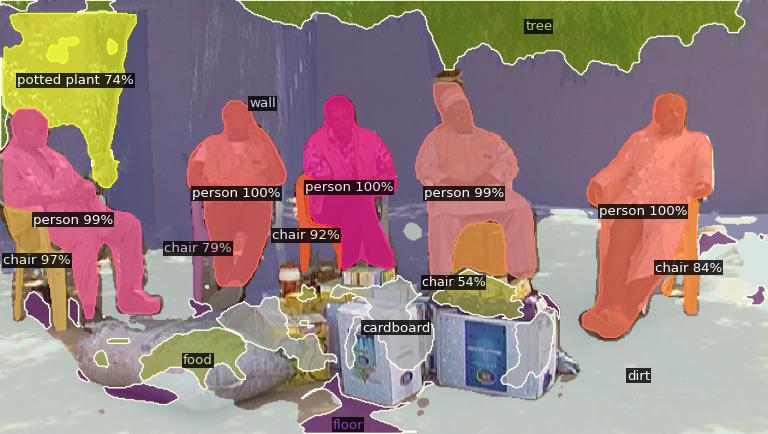 tree
potted plant 74%
wall
person 100%
person 100%
person 99%
person 100%
person 99%
chair 79%
chair 92%
chair 97%
chair 84%
chair 54%
cardboard
food
dirt
floor